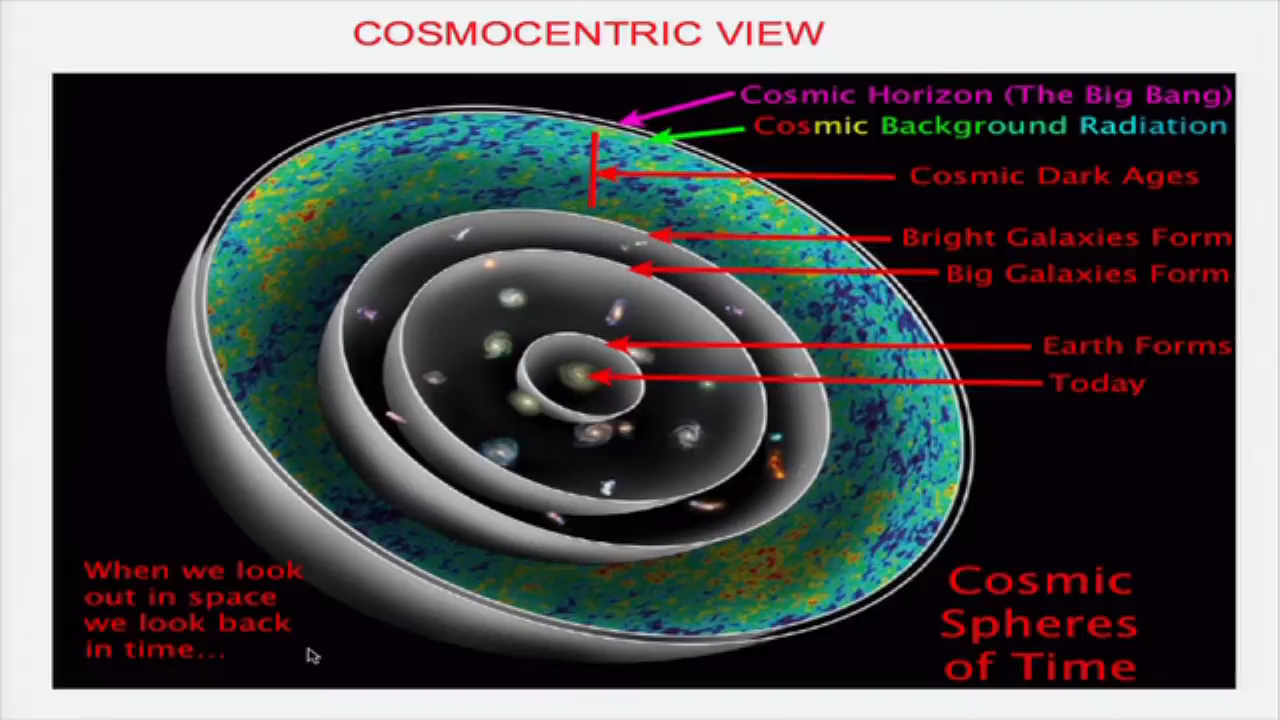 COSMOCENTRIC VIEW
Cosmic Horizon (The Big Bang)
Cosmic Background Radiation
Cosmic Dark Ages
Bright Galaxies Form
Big Galaxies Form
Earth Forms
Today
When we look
out in space
we look back
in time...
Cosmic
Spheres
of Time